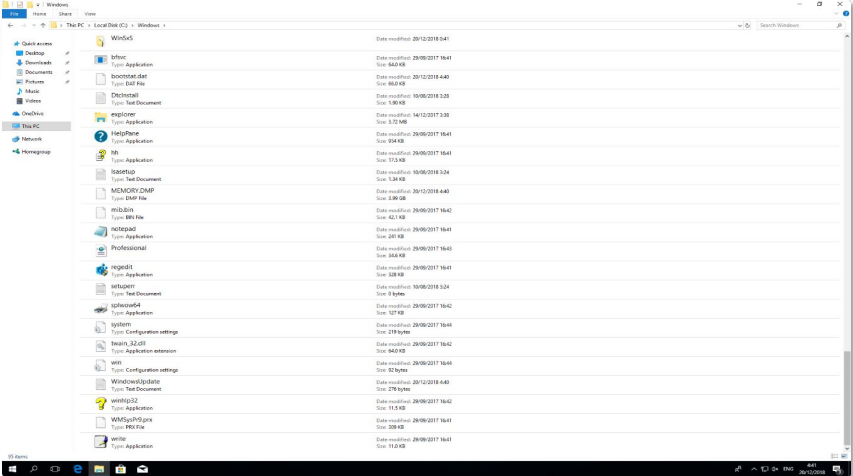 Windows
File Home Share View
This PC › Local Disk (C:) › Windows ›
Search Windows
Quick access
Desktop
Downloads
Documents
Pictures
Music
Videos
OneDrive
This PC
Network
Homegroup
WinSxS
Date modified: 20/12/2018 3:41
bfsvc
Type: Application
Date modified: 29/09/2017 16:41
Size: 64.0 KB
bootstat.dat
Type: DAT File
Date modified: 20/12/2018 4:40
Size: 66.0 KB
DtcInstall
Type: Text Document
Date modified: 10/08/2018 3:28
Size: 1.90 KB
explorer
Type: Application
Date modified: 14/12/2017 3:38
Size: 3.72 MB
HelpPane
Type: Application
Date modified: 29/09/2017 16:41
Size: 934 KB
hh
Type: Application
Date modified: 29/09/2017 16:41
Size: 17.5 KB
lsasetup
Type: Text Document
Date modified: 10/08/2018 3:24
Size: 1.34 KB
MEMORY.DMP
Type: DMP File
Date modified: 20/12/2018 4:40
Size: 3.99 GB
mib.bin
Type: BIN File
Date modified: 29/09/2017 16:42
Size: 42.1 KB
notepad
Type: Application
Date modified: 29/09/2017 16:41
Size: 241 KB
Professional
Date modified: 29/09/2017 16:43
Size: 34.6 KB
regedit
Type: Application
Date modified: 29/09/2017 16:41
Size: 328 KB
setuperr
Type: Text Document
Date modified: 10/08/2018 3:24
Size: 0 bytes
splwow64
Type: Application
Date modified: 29/09/2017 16:42
Size: 127 KB
system
Type: Configuration settings
Date modified: 29/09/2017 16:44
Size: 219 bytes
twain_32.dll
Type: Application extension
Date modified: 29/09/2017 16:42
Size: 64.0 KB
win
Type: Configuration settings
Date modified: 29/09/2017 16:44
Size: 92 bytes
WindowsUpdate
Type: Text Document
Date modified: 20/12/2018 4:40
Size: 276 bytes
winhlp32
Type: Application
Date modified: 29/09/2017 16:42
Size: 11.5 KB
WMSysPr9.prx
Type: PRX File
Date modified: 29/09/2017 16:41
Size: 309 KB
write
Type: Application
Date modified: 29/09/2017 16:41
Size: 11.0 KB
95 items
ENG
4:41
20/12/2018